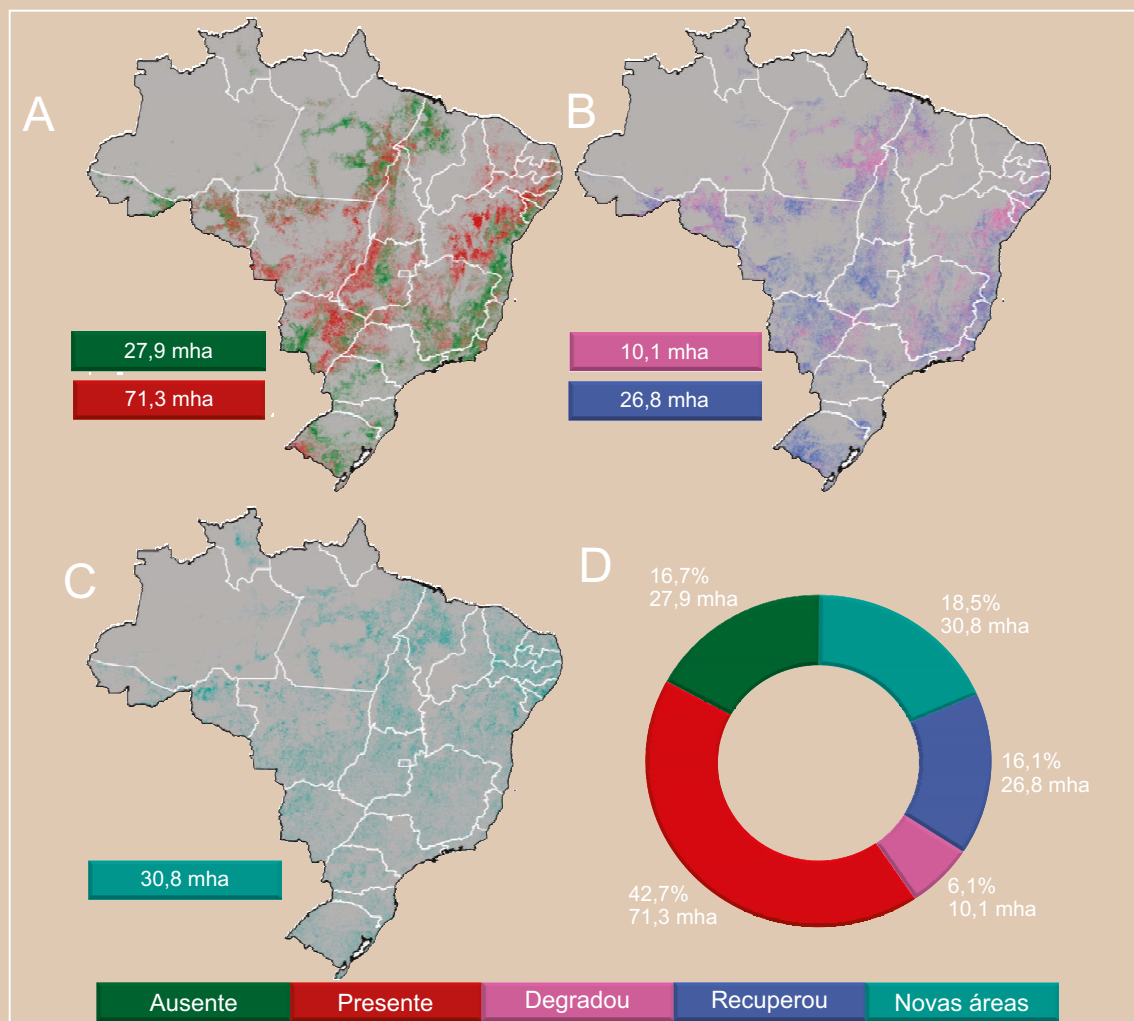 A
27,9 mha
71,3 mha
B
10,1 mha
26,8 mha
C
30,8 mha
D
16,7%
27,9 mha
18,5%
30,8 mha
16,1%
26,8 mha
6,1%
10,1 mha
42,7%
71,3 mha
Ausente
Presente
Degradou
Recuperou
Novas áreas